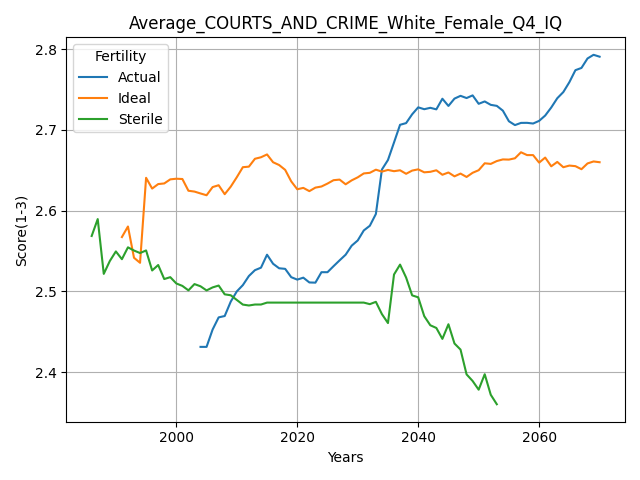 Average_COURTS_AND_CRIME_White_Female_Q4_IQ
Fertility
Actual
Ideal
Sterile
Score(1-3)
2.8
2.7
2.6
2.5
2.4
2000
2020
2040
2060
Years